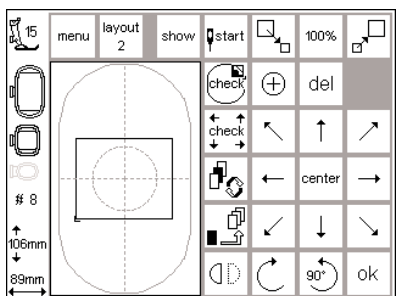 15
menu
layout
2
show
start
100%
check
del
check
center
# 8
106mm
89mm
90°
ok